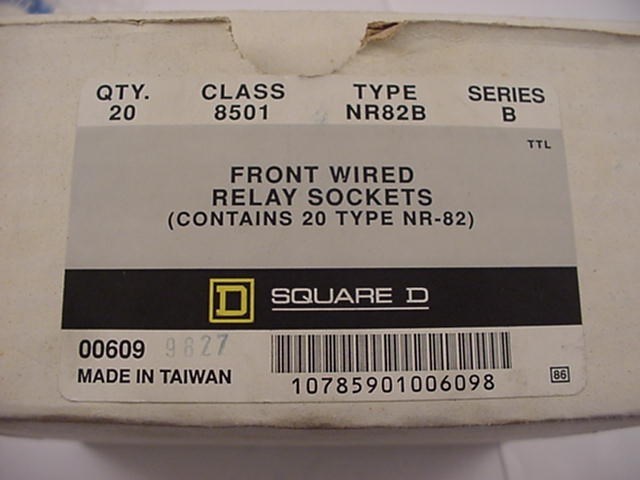 QTY. CLASS TYPE SERIES
20 8501 NR82B B
TTL
FRONT WIRED
RELAY SOCKETS
(CONTAINS 20 TYPE NR-82)
D SQUARE D
00609 9827
MADE IN TAIWAN
10785901006098
86